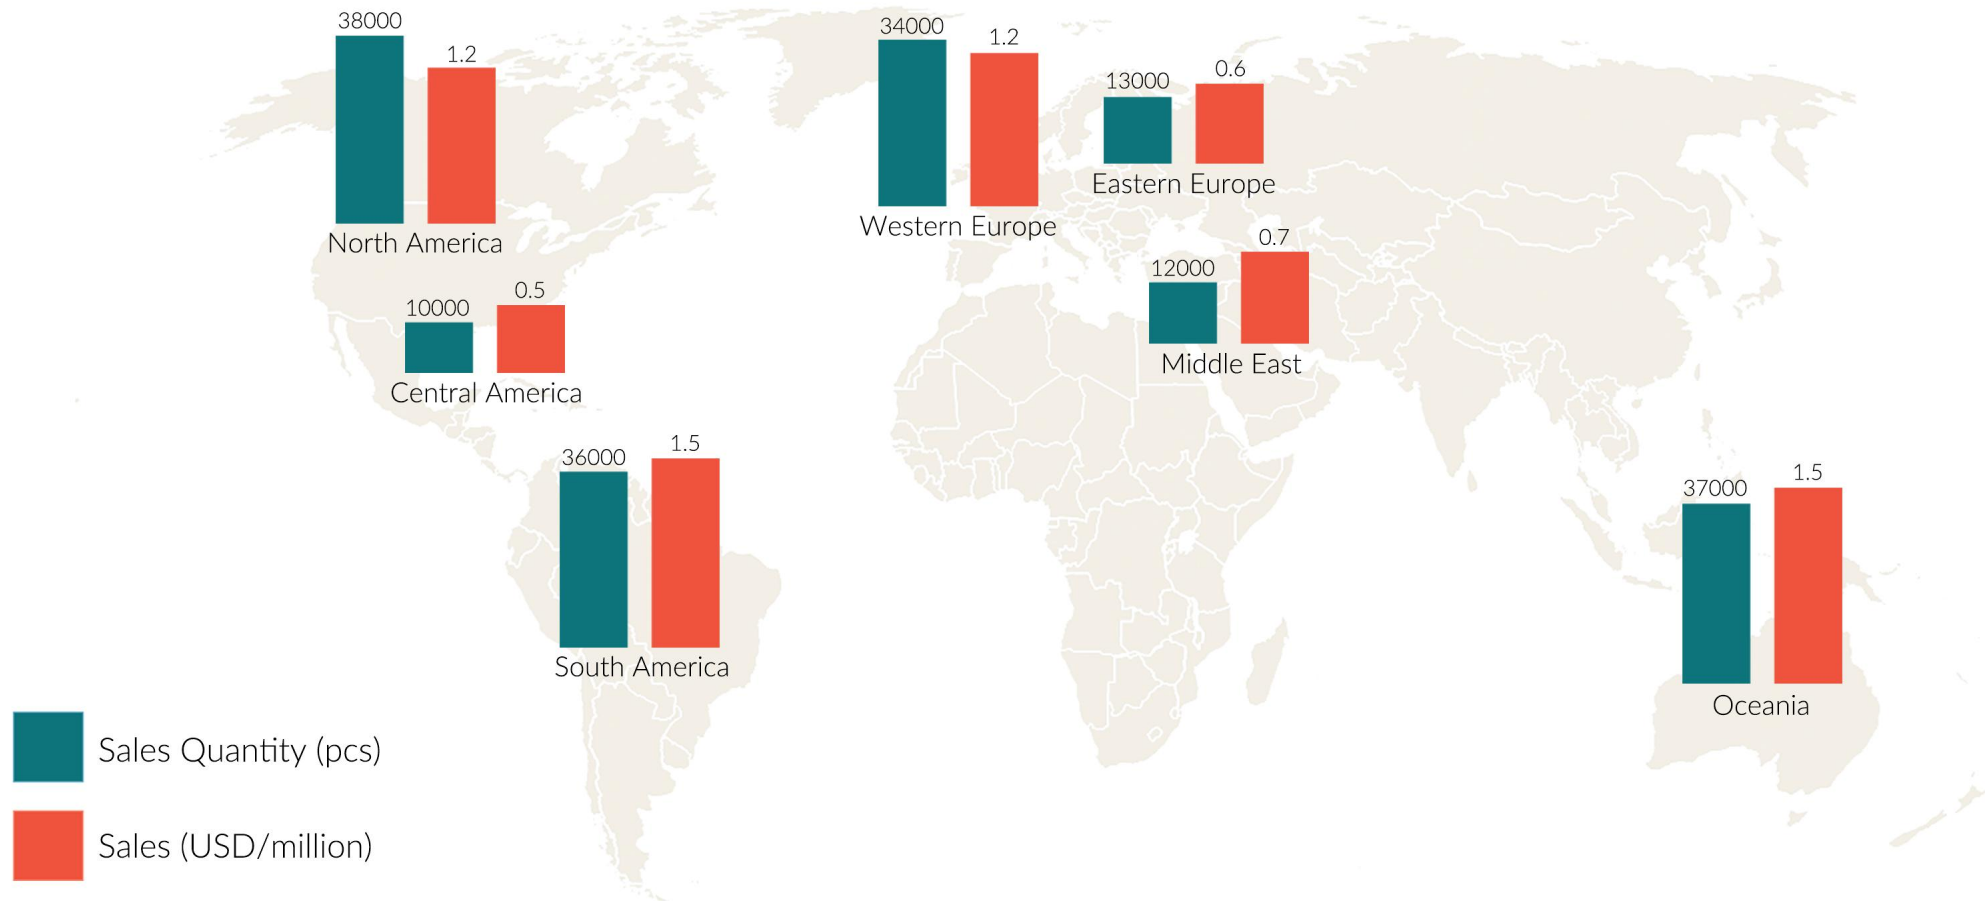 38000
1.2
North America
10000
0.5
Central America
36000
1.5
South America
34000
1.2
Western Europe
13000
0.6
Eastern Europe
12000
0.7
Middle East
37000
1.5
Oceania
Sales Quantity (pcs)
Sales (USD/million)